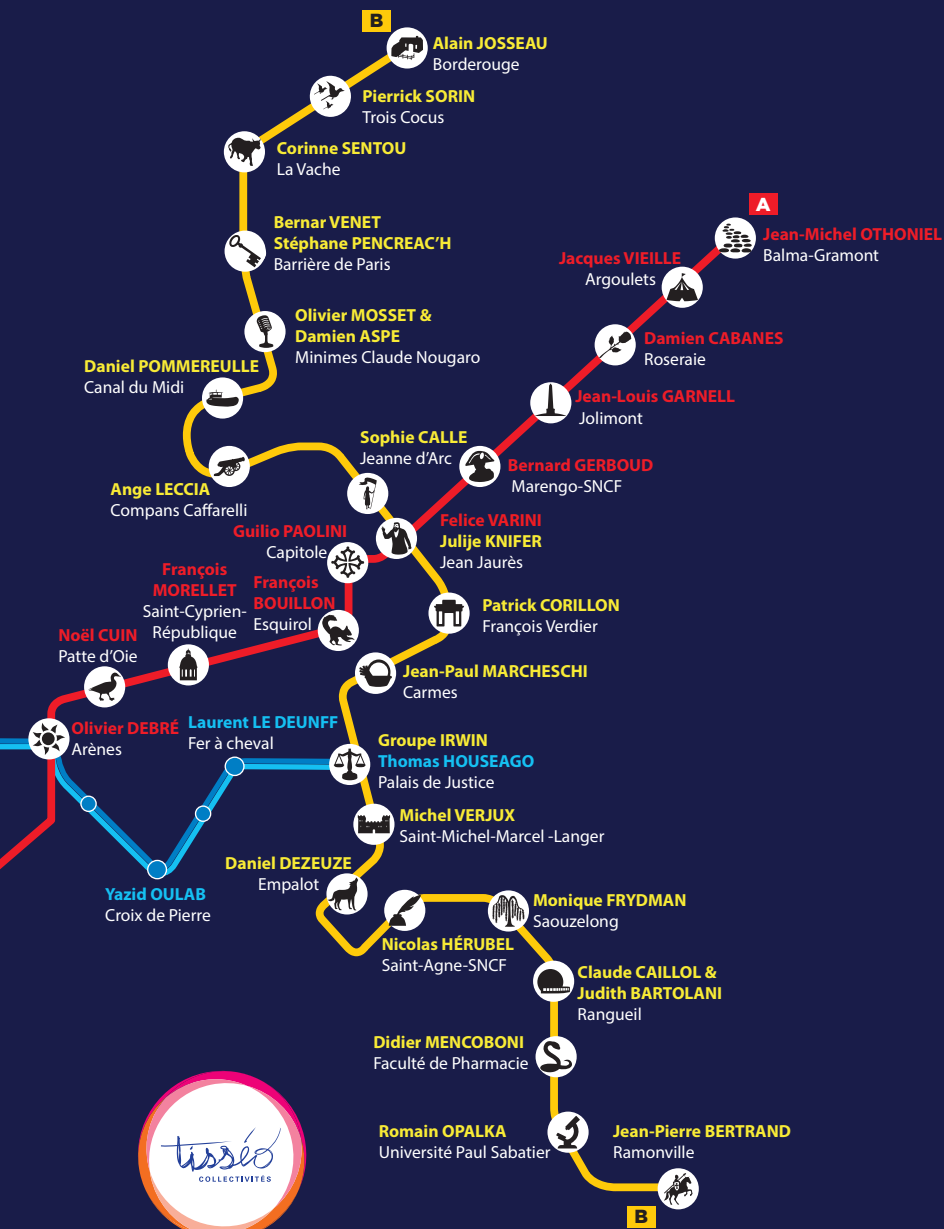 B
Alain JOSSEAU
Borderouge
Pierrick SORIN
Trois Cocus
Corinne SENTOU
La Vache
Bernar VENET
Stéphane PENCREAC'H
Barrière de Paris
A
Jean-Michel OTHONIEL
Balma-Gramont
Jacques VIEILLE
Argoulets
Olivier MOSSET &
Damien ASPE
Minimes Claude Nougaro
Damien CABANES
Roseraie
Daniel POMMEREULLE
Canal du Midi
Jean-Louis GARNELL
Jolimont
Sophie CALLE
Jeanne d'Arc
Bernard GERBOUD
Marengo-SNCF
Ange LECCIA
Compans Caffarelli
Guilio PAOLINI
Capitole
Felice VARINI
Julije KNIFER
Jean Jaurès
François
MORELLET
Saint-Cyprien-
République
François
BOUILLON
Esquirol
Patrick CORILLON
François Verdier
Noël CUIN
Patte d'Oie
Jean-Paul MARCHESCHI
Carmes
Olivier DEBRÉ
Arènes
Laurent LE DEUNFF
Fer à cheval
Groupe IRWIN
Thomas HOUSEAGO
Palais de Justice
Michel VERJUX
Saint-Michel-Marcel -Langer
Daniel DEZEUZE
Empalot
Yazid OULAB
Croix de Pierre
Monique FRYDMAN
Saouzelong
Nicolas HÉRUBEL
Saint-Agne-SNCF
Claude CAILLOL &
Judith BARTOLANI
Rangueil
Didier MENCOBONI
Faculté de Pharmacie
Romain OPALKA
Université Paul Sabatier
Jean-Pierre BERTRAND
Ramonville
B
tisséo
COLLECTIVITÉS